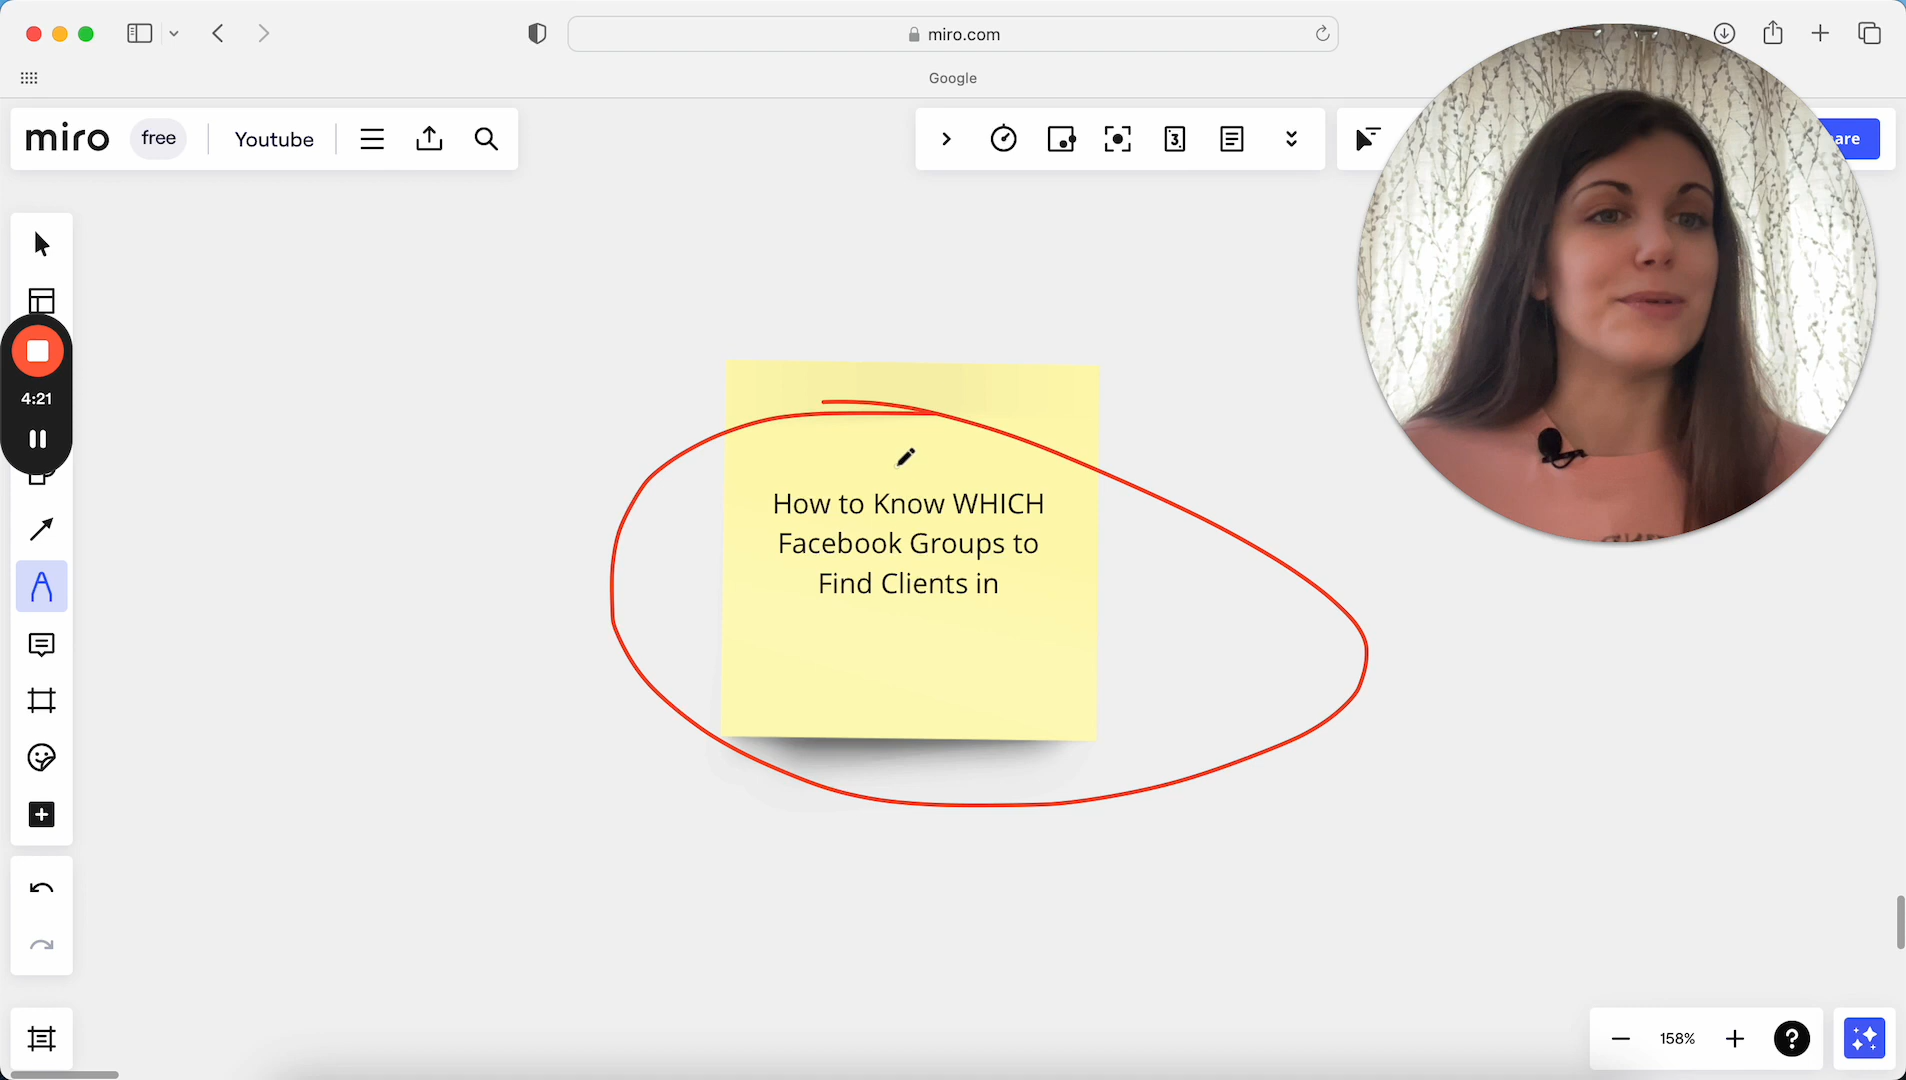 miro.com
Google
miro free Youtube
are
4:21
How to Know WHICH
Facebook Groups to
Find Clients in
158%